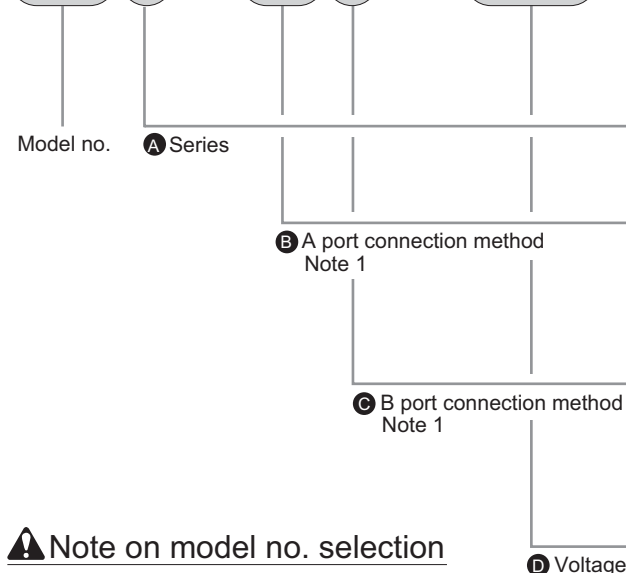 Model no.
A Series
B A port connection method
Note 1
C B port connection method
Note 1
Note on model no. selection
D Voltage